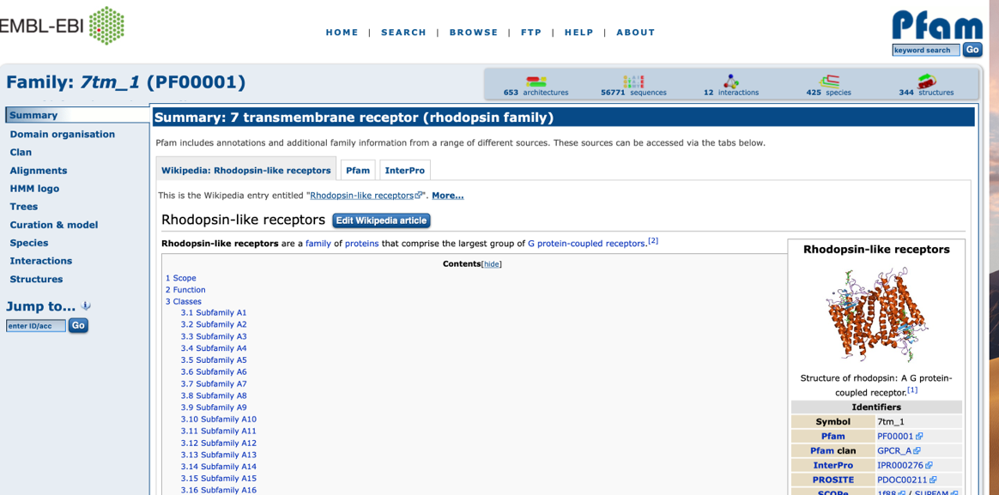 EMBL-EBI
HOME | SEARCH | BROWSE | FTP | HELP | ABOUT
Pfam
keyword search Go
Family: 7tm_1 (PF00001)
653 architectures 56771 sequences 12 interactions 425 species 344 structures
Summary
Domain organisation
Clan
Alignments
HMM logo
Trees
Curation & model
Species
Interactions
Structures
Jump to...
enter ID/acc Go
Summary: 7 transmembrane receptor (rhodopsin family)
Pfam includes annotations and additional family information from a range of different sources. These sources can be accessed via the tabs below.
Wikipedia: Rhodopsin-like receptors Pfam InterPro
This is the Wikipedia entry entitled "Rhodopsin-like receptors". More...
Rhodopsin-like receptors Edit Wikipedia article
Rhodopsin-like receptors are a family of proteins that comprise the largest group of G protein-coupled receptors.[2]
Contents[hide]
1 Scope
2 Function
3 Classes
3.1 Subfamily A1
3.2 Subfamily A2
3.3 Subfamily A3
3.4 Subfamily A4
3.5 Subfamily A5
3.6 Subfamily A6
3.7 Subfamily A7
3.8 Subfamily A8
3.9 Subfamily A9
3.10 Subfamily A10
3.11 Subfamily A11
3.12 Subfamily A12
3.13 Subfamily A13
3.14 Subfamily A14
3.15 Subfamily A15
3.16 Subfamily A16
Rhodopsin-like receptors
Structure of rhodopsin: A G protein-
coupled receptor.[1]
Identifiers
Symbol 7tm_1
Pfam PF00001
Pfam clan GPCR_A
InterPro IPR000276
PROSITE PDOC00211
SCOPe 1f88 / SUPFAM